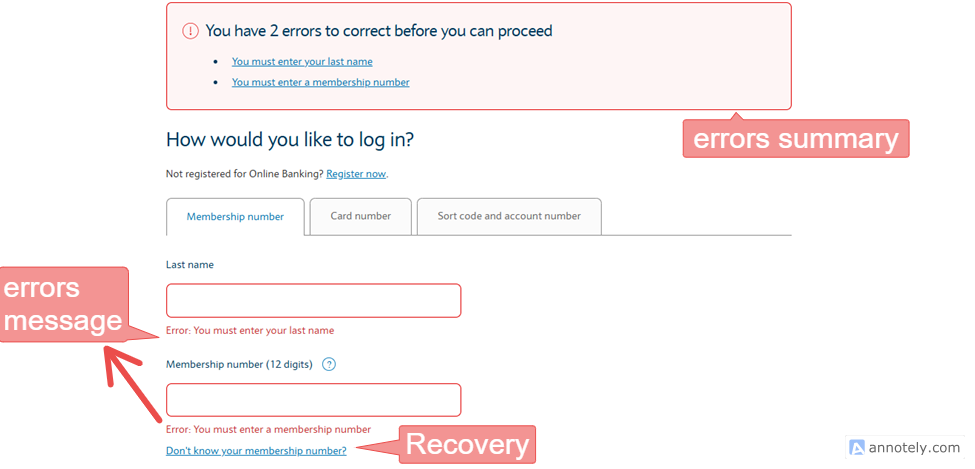 You have 2 errors to correct before you can proceed
You must enter your last name
You must enter a membership number
errors summary
How would you like to log in?
Not registered for Online Banking? Register now.
Membership number
Card number
Sort code and account number
Last name
errors
message
Error: You must enter your last name
Membership number (12 digits) ?
Error: You must enter a membership number
Recovery
Don't know your membership number?
annotely.com